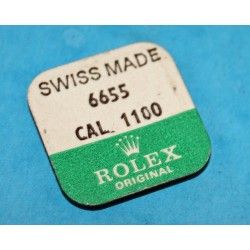 SWISS MADE
6655
CAL. 1100
ROLEX
ORIGINAL